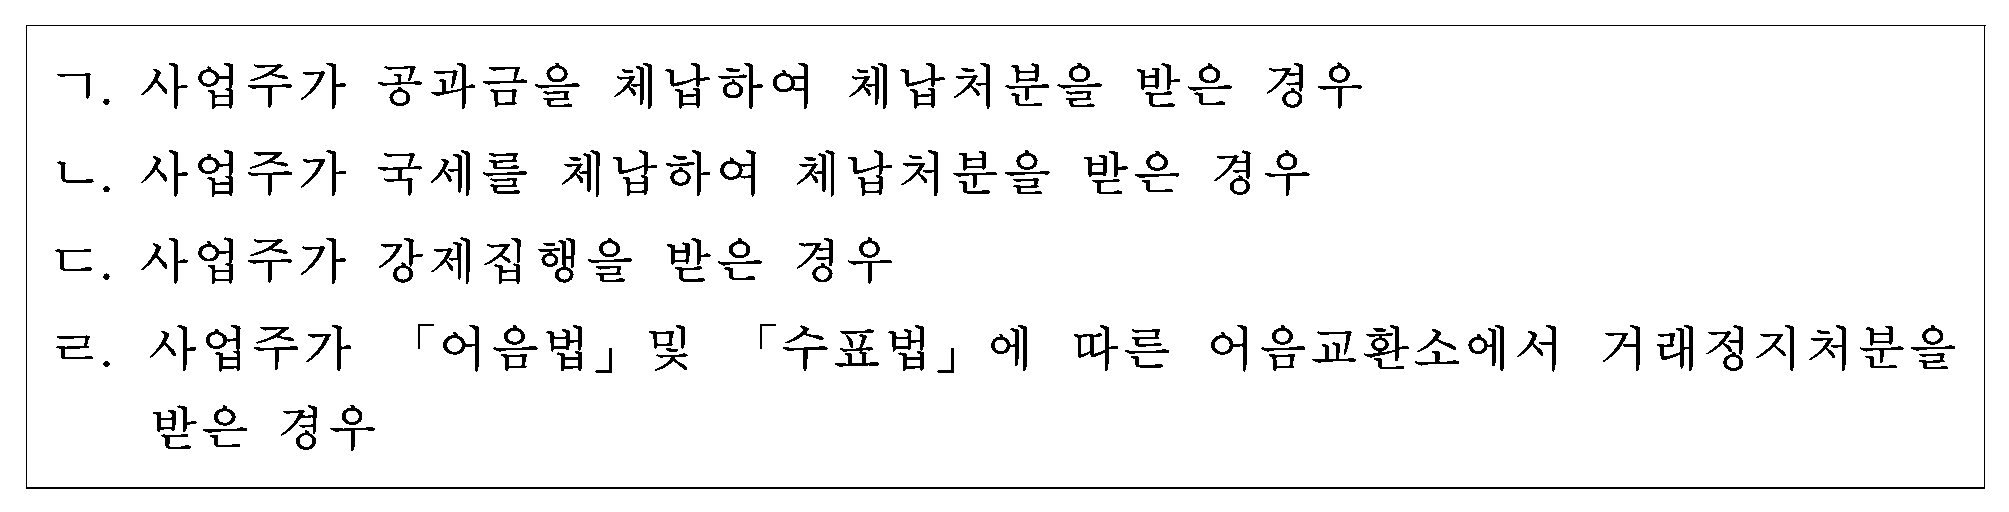 ㄱ. 사업주가 공과금을 체납하여 체납처분을 받은 경우
ㄴ. 사업주가 국세를 체납하여 체납처분을 받은 경우
ㄷ. 사업주가 강제집행을 받은 경우
ㄹ. 사업주가 「어음법」및 「수표법」에 따른 어음교환소에서 거래정지처분을
받은 경우